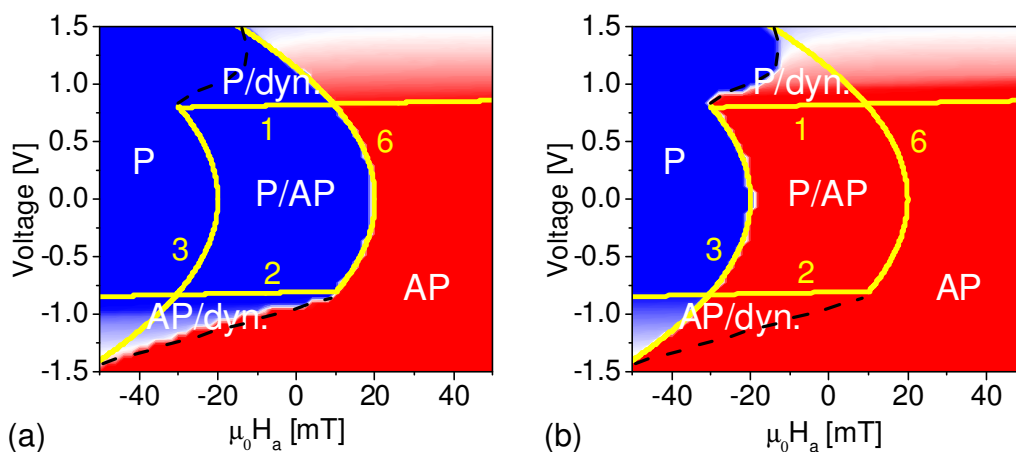 1.5
1.0
0.5
0.0
-0.5
-1.0
-1.5
Voltage [V]
P/dyn.
1
6
P
P/AP
3
2
AP
AP/dyn.
-40 -20 0 20 40
(a)
μ₀Hₐ [mT]
1.5
1.0
0.5
0.0
-0.5
-1.0
-1.5
Voltage [V]
P/dyn.
1
6
P
P/AP
3
2
AP
AP/dyn.
-40 -20 0 20 40
(b)
μ₀Hₐ [mT]